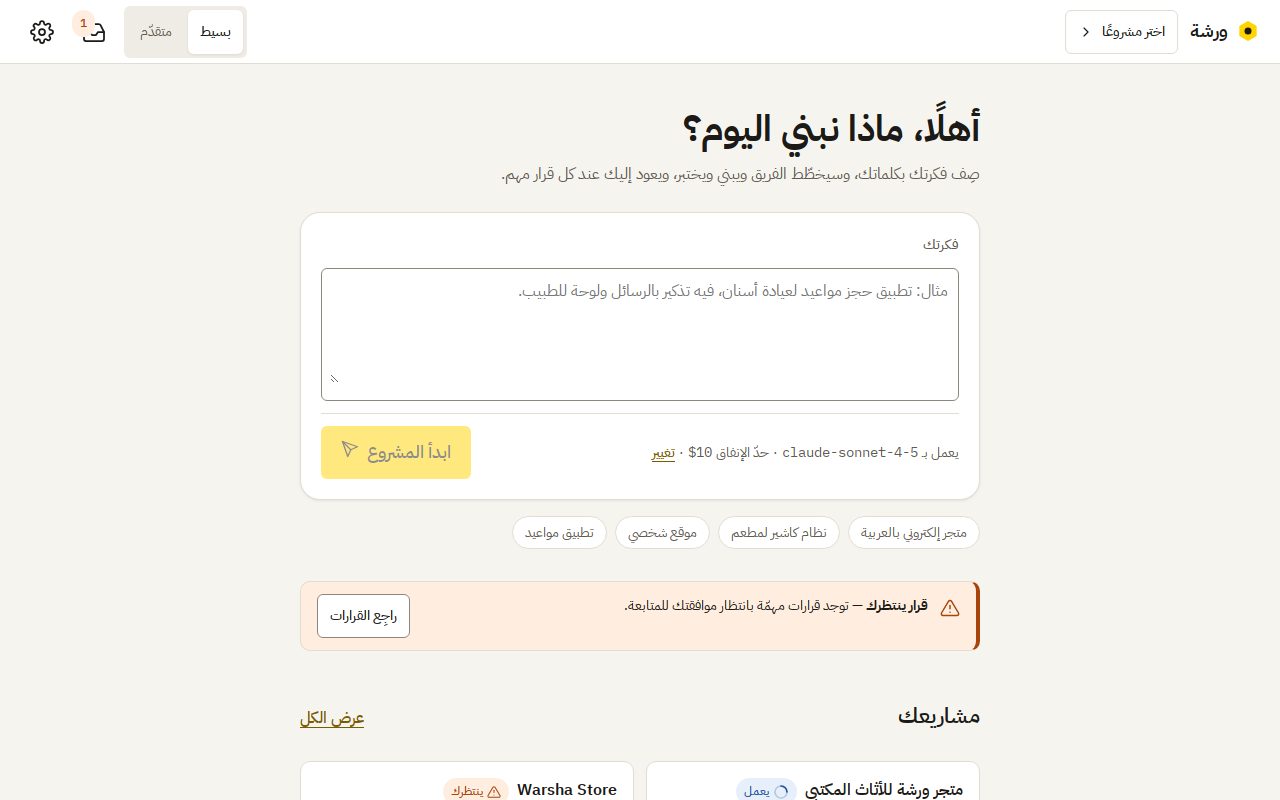 ورشة
اختر مشروعًا
بسيط
متقدّم
1
أهلًا، ماذا نبني اليوم؟
صِف فكرتك بكلماتك، وسيخطّط الفريق ويبني ويختبر، ويعود إليك عند كل قرار مهم.
فكرتك
مثال: تطبيق حجز مواعيد لعيادة أسنان، فيه تذكير بالرسائل ولوحة للطبيب.
يعمل بـ claude-sonnet-4-5 · حدّ الإنفاق 10$ · تغيير
ابدأ المشروع
متجر إلكتروني بالعربية
نظام كاشير لمطعم
موقع شخصي
تطبيق مواعيد
قرار ينتظرك — توجد قرارات مهمّة بانتظار موافقتك للمتابعة.
راجِع القرارات
مشاريعك
عرض الكل
متجر ورشة للأثاث المكتبي
يعمل
Warsha Store
ينتظرك